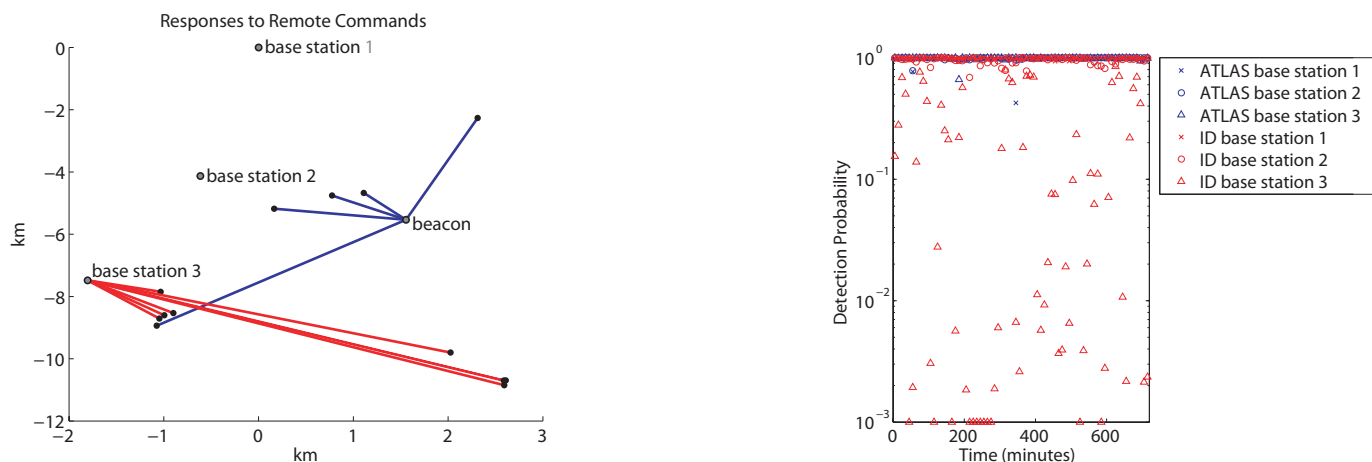 Responses to Remote Commands
0
−2
−4
−6
−8
−10
−12
km
base station 1
base station 2
beacon
base station 3
−2
−1
0
1
2
3
km
10^0
10^−1
10^−2
10^−3
Detection Probability
0
200
400
600
Time (minutes)
ATLAS base station 1
ATLAS base station 2
ATLAS base station 3
ID base station 1
ID base station 2
ID base station 3